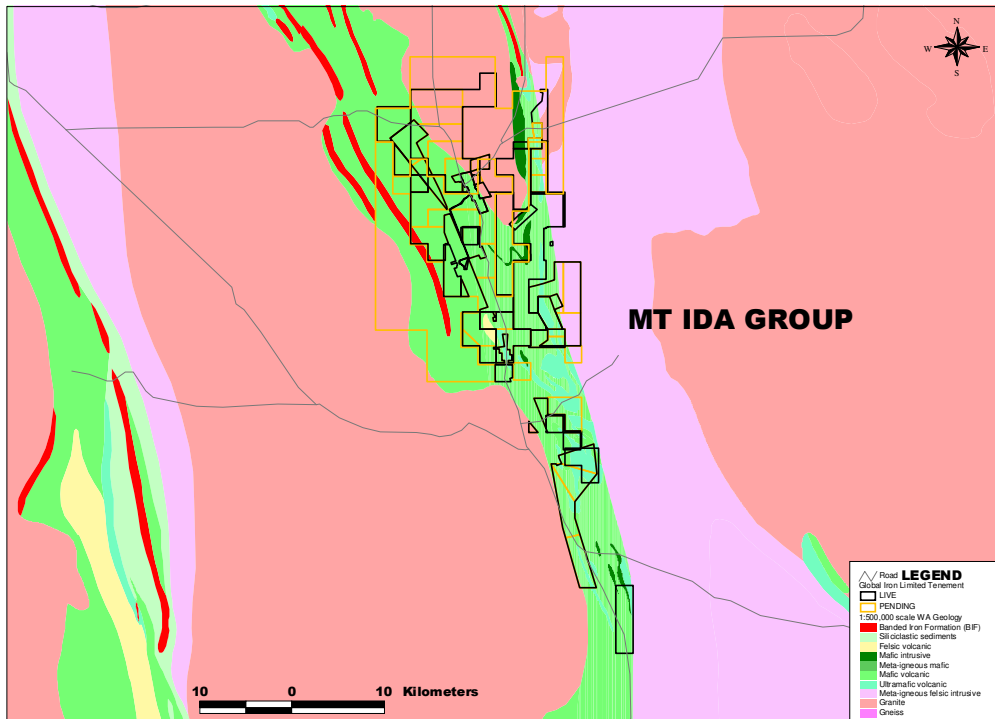 N
W E
S
MT IDA GROUP
Road LEGEND
Global Iron Limited Tenement
LIVE
PENDING
1:500,000 scale WA Geology
Banded Iron Formation (BIF)
Siliciclastic sediments
Felsic volcanic
Mafic intrusive
Meta-igneous mafic
Mafic volcanic
Ultramafic volcanic
Meta-igneous felsic intrusive
Granite
Gneiss
10 0 10 Kilometers